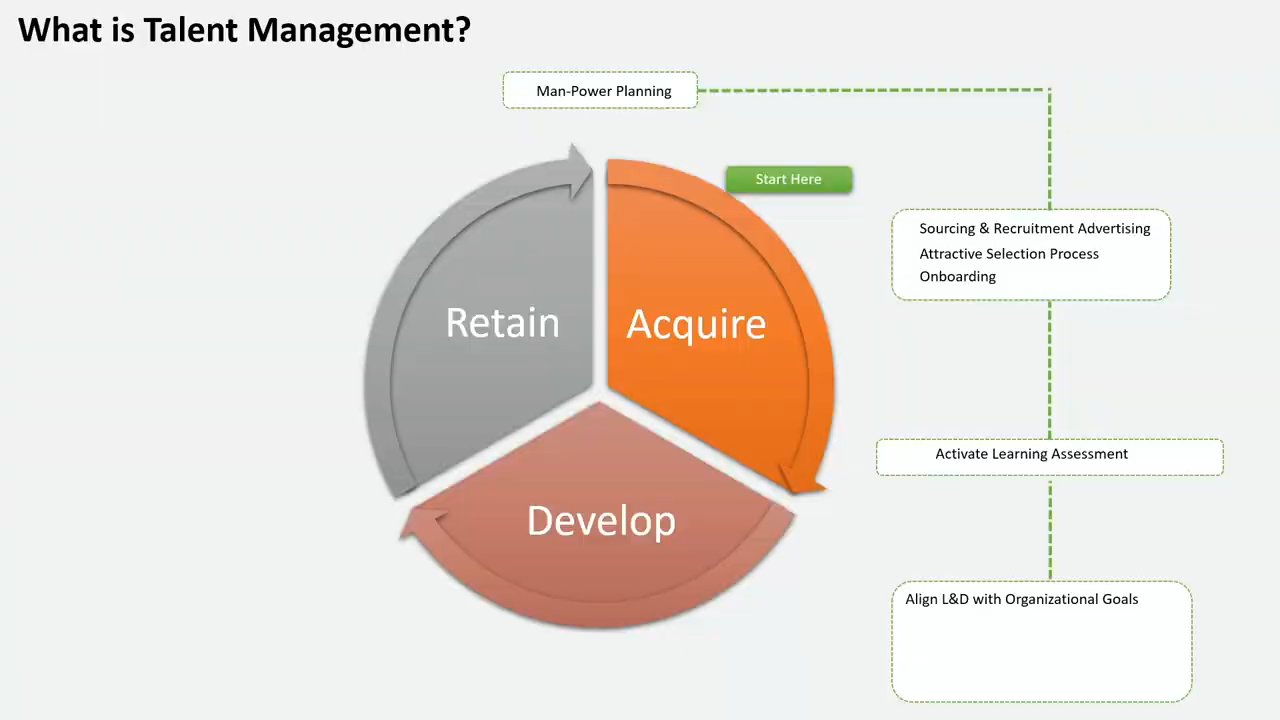 What is Talent Management?
Man-Power Planning
Start Here
Sourcing & Recruitment Advertising
Attractive Selection Process
Onboarding
Retain
Acquire
Activate Learning Assessment
Develop
Align L&D with Organizational Goals